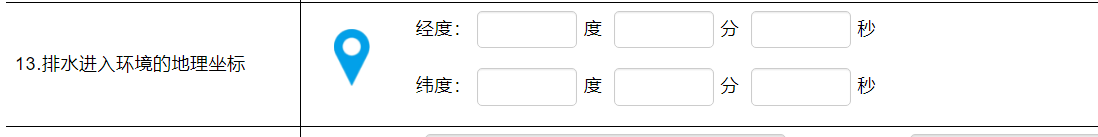 13.排水进入环境的地理坐标
经度： 度 分 秒
纬度： 度 分 秒